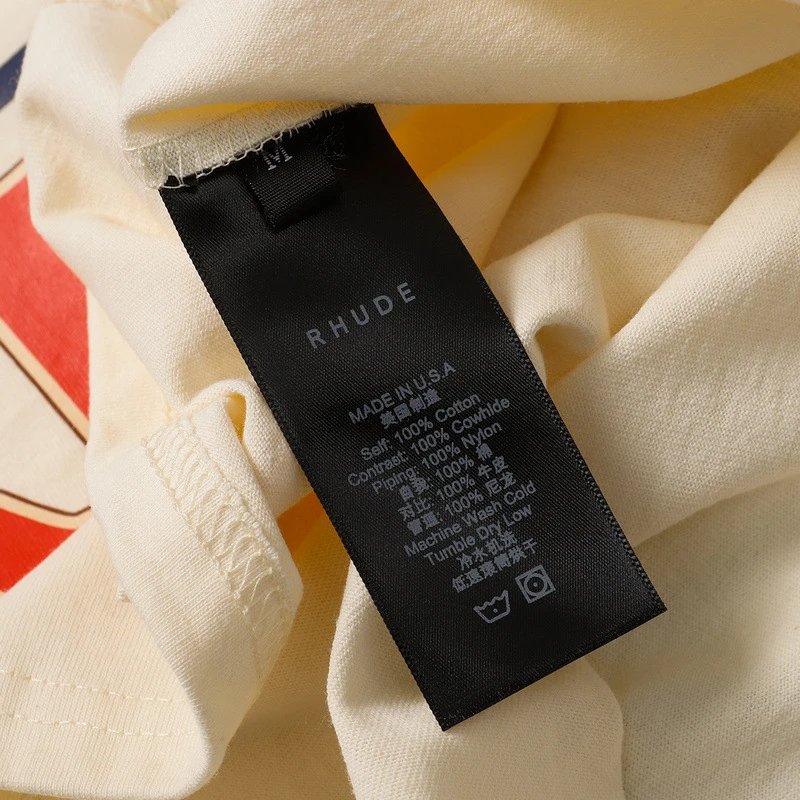 M
RHUDE
MADE IN U.S.A
美国制造
Self: 100% Cotton
Contrast: 100% Cowhide
Piping: 100% Nylon
自我: 100% 棉
对比: 100% 牛皮
管道: 100% 尼龙
Machine Wash Cold
Tumble Dry Low
冷水机洗
低速滚筒烘干